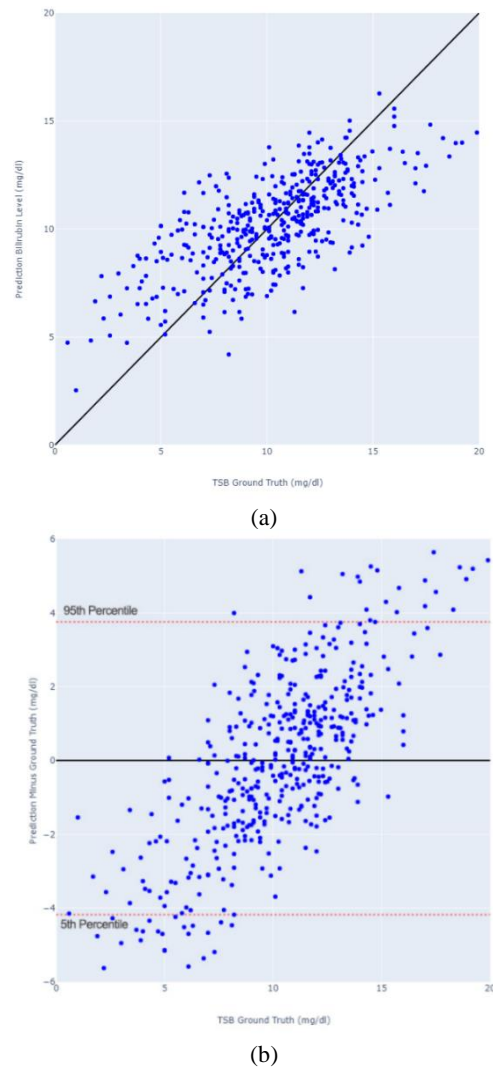 20
15
10
5
0
Prediction Bilirubin Level (mg/dl)
0 5 10 15 20
TSB Ground Truth (mg/dl)
(a)
6
4
2
0
−2
−4
−6
Prediction Minus Ground Truth (mg/dl)
95th Percentile
5th Percentile
0 5 10 15 20
TSB Ground Truth (mg/dl)
(b)